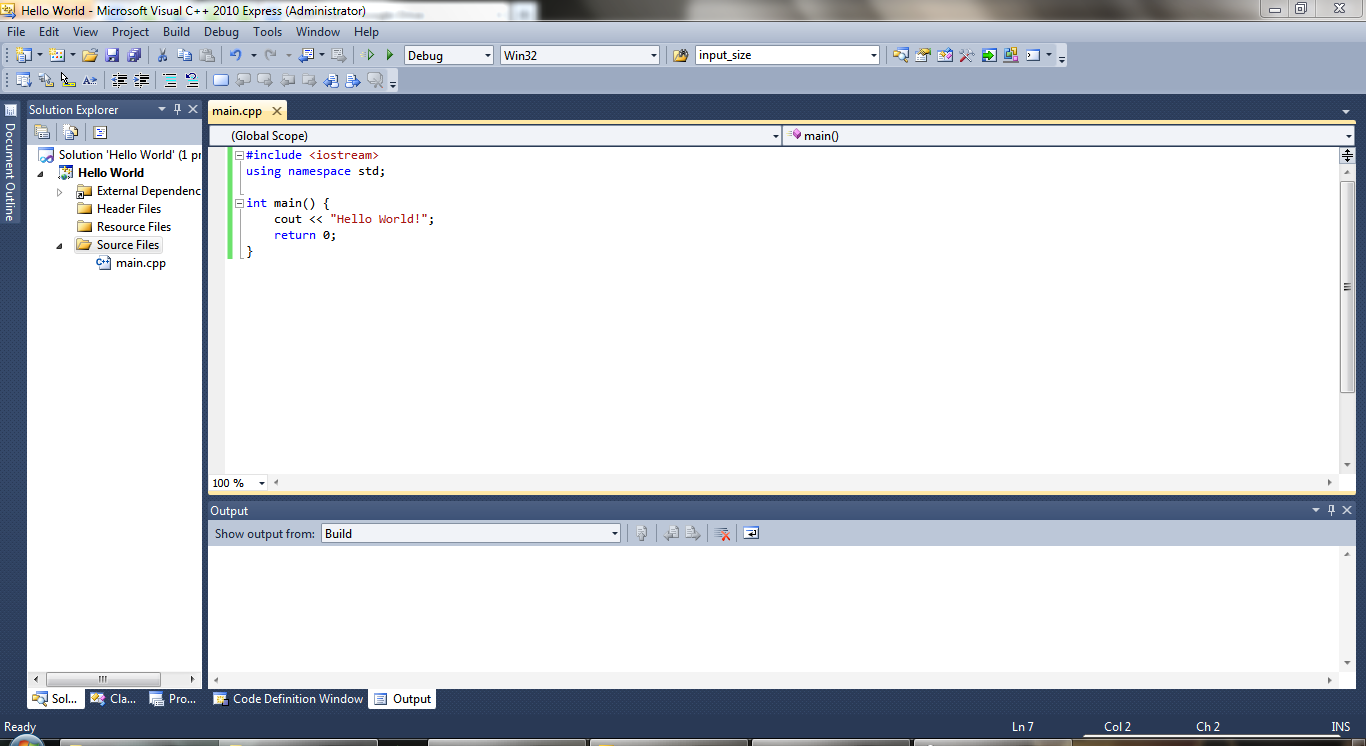 Hello World - Microsoft Visual C++ 2010 Express (Administrator)
File Edit View Project Build Debug Tools Window Help
Debug Win32 input_size
Solution Explorer
main.cpp
Document Outline
(Global Scope) main()
Solution 'Hello World' (1 pr
Hello World
External Dependenc
Header Files
Resource Files
Source Files
main.cpp
#include <iostream>
using namespace std;
int main() {
cout << "Hello World!";
return 0;
}
100 %
Output
Show output from: Build
Sol... Cla... Pro... Code Definition Window Output
Ready Ln 7 Col 2 Ch 2 INS